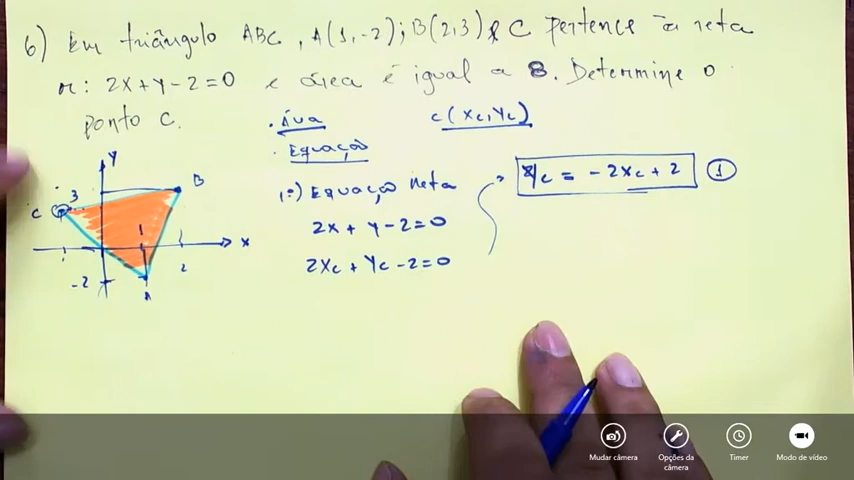 6) Em triângulo ABC, A(1,-2); B(2,3) e C pertence à reta
r: 2X+Y-2=0 e área é igual a 8. Determine o
ponto C.
. Área
C(Xc,Yc)
. Equação
1º) Equação reta
2X + Y-2=0
2Xc + Yc -2=0
Yc = -2Xc + 2 1
Y
B
C
3
1
X
2
-2
A
Mudar câmera
Opções da câmera
Timer
Modo de vídeo